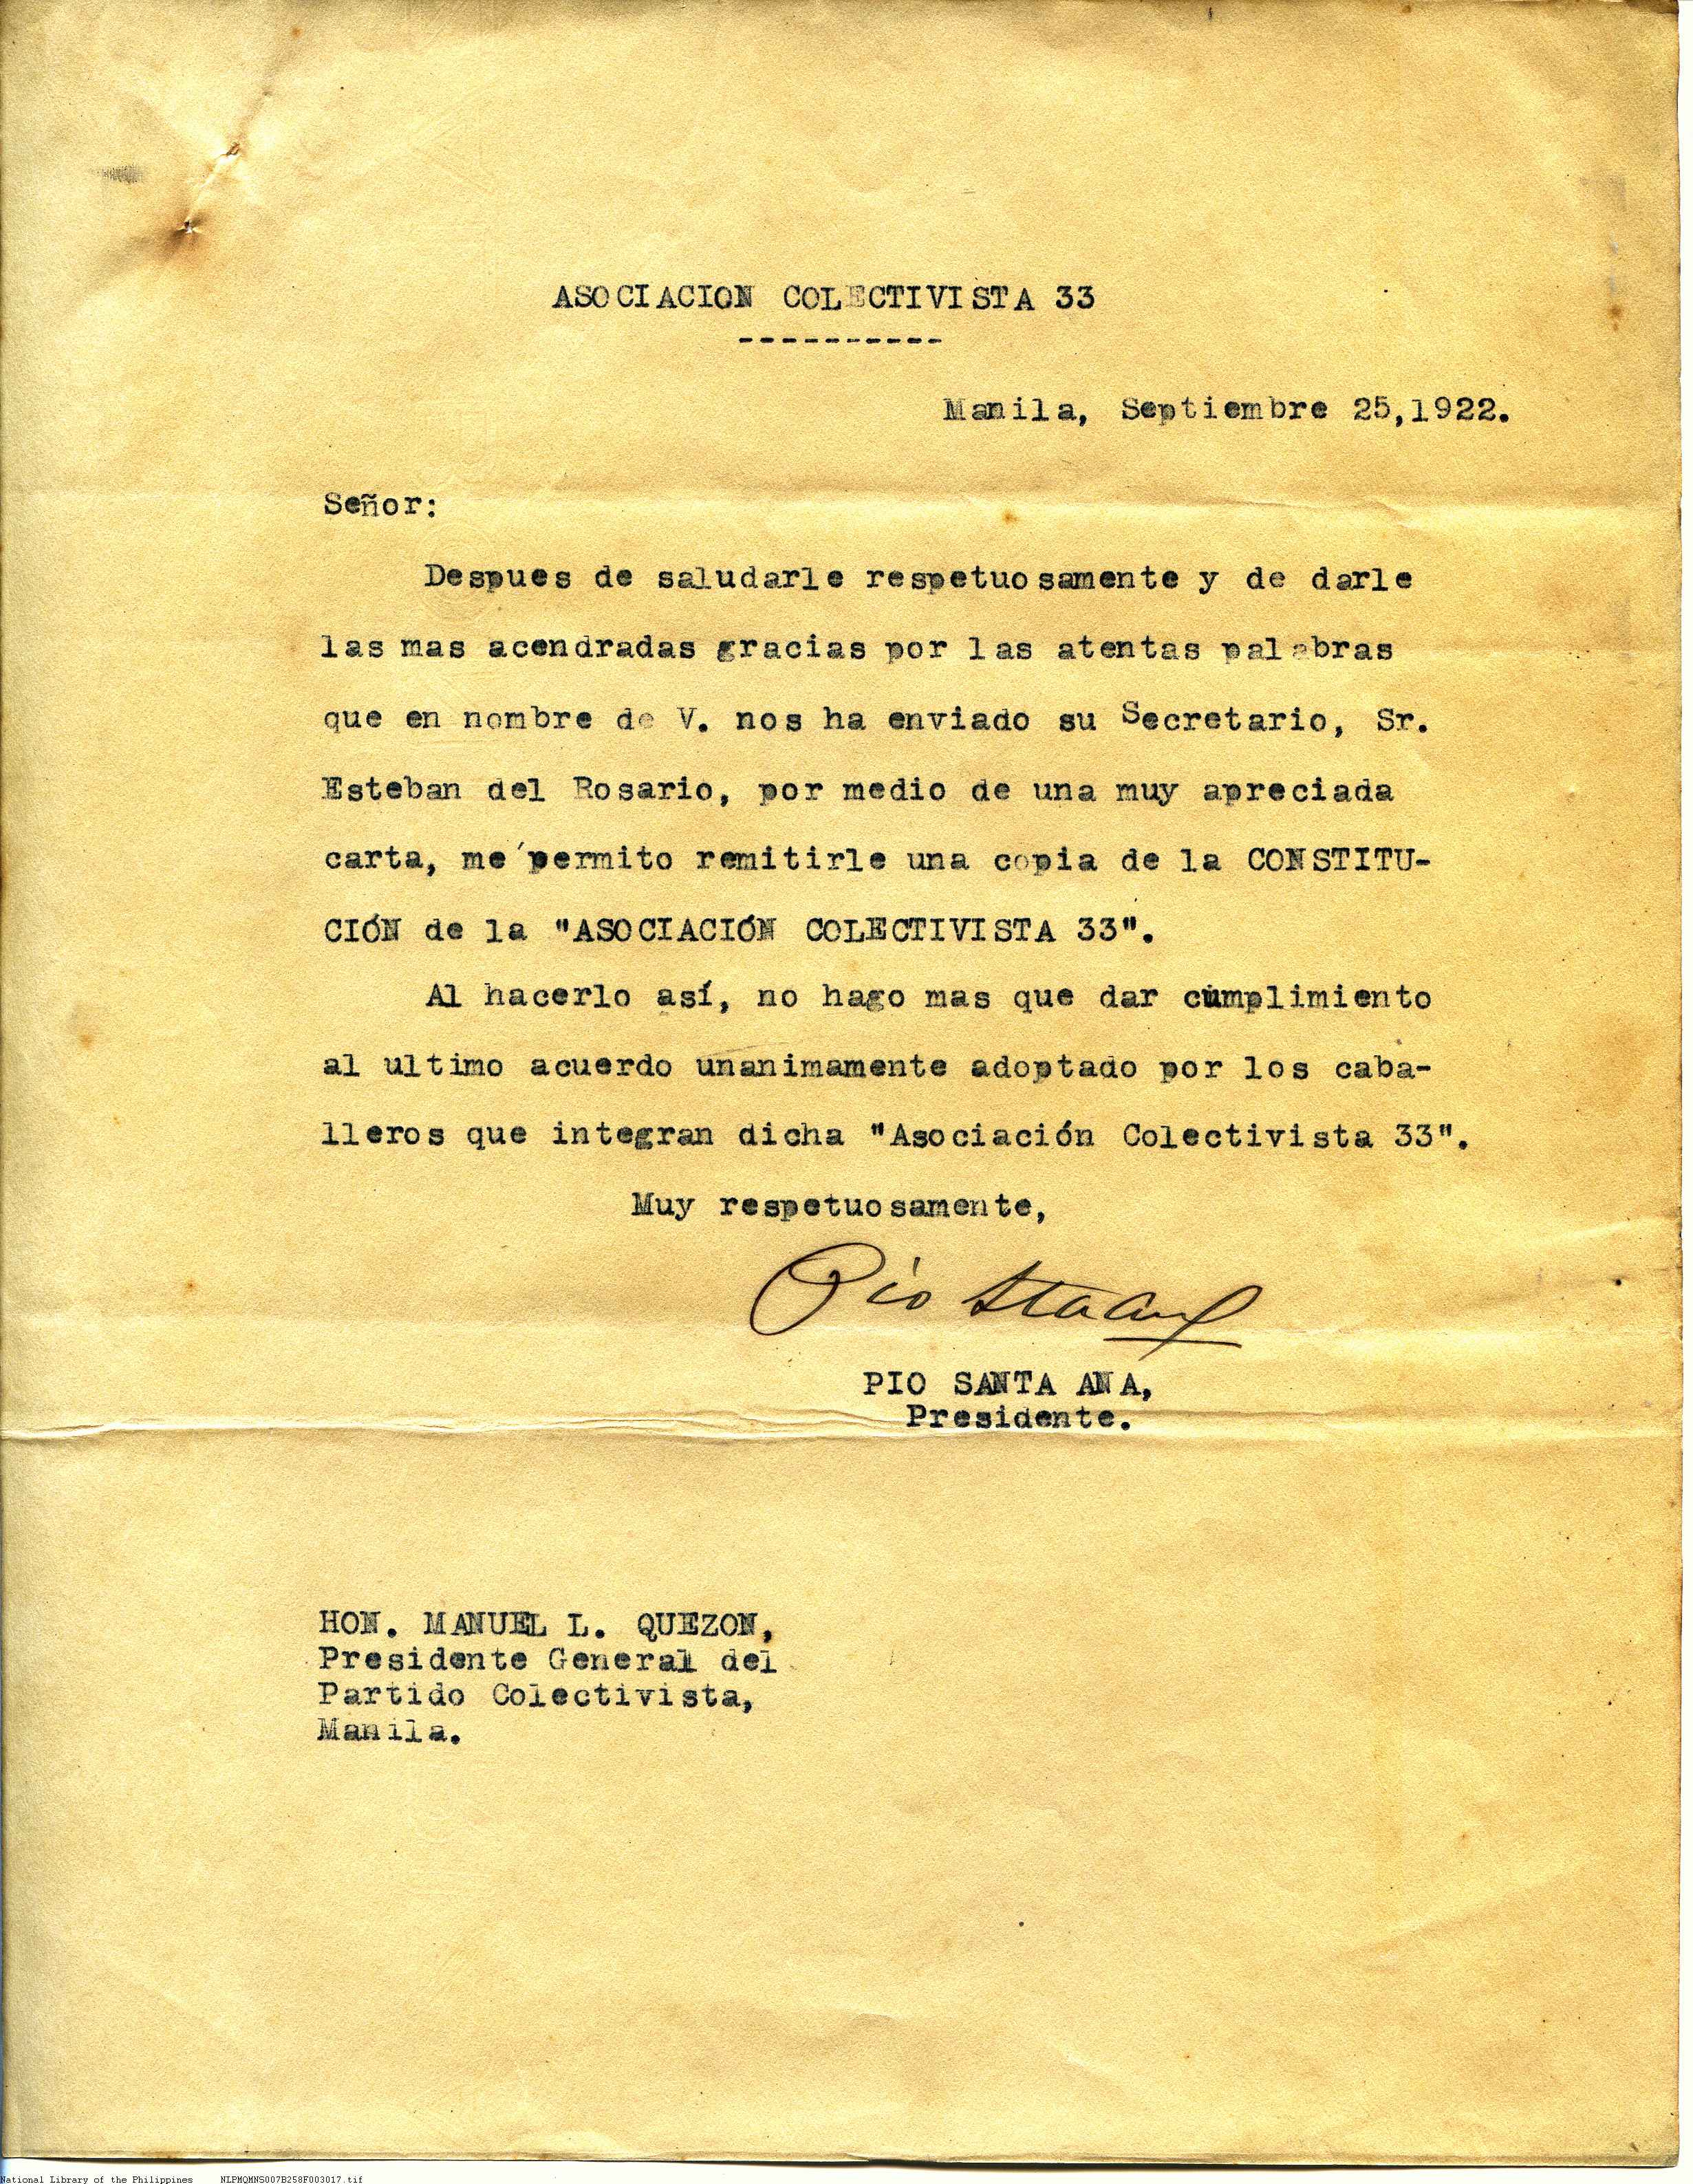 ASOCIACION COLECTIVISTA 33
----------
Manila, Septiembre 25,1922.
Señor:
Despues de saludarle respetuosamente y de darle
las mas acendradas gracias por las atentas palabras
que en nombre de V. nos ha enviado su Secretario, Sr.
Esteban del Rosario, por medio de una muy apreciada
carta, me permito remitirle una copia de la CONSTITU-
CIÓN de la "ASOCIACIÓN COLECTIVISTA 33".
Al hacerlo así, no hago mas que dar cumplimiento
al ultimo acuerdo unanimamente adoptado por los caba-
lleros que integran dicha "Asociación Colectivista 33".
Muy respetuosamente,
Pio Sta Ana
PIO SANTA ANA,
Presidente.
HON. MANUEL L. QUEZON,
Presidente General del
Partido Colectivista,
Manila.
National Library of the Philippines NLPMQMNS007B258F003017.tif